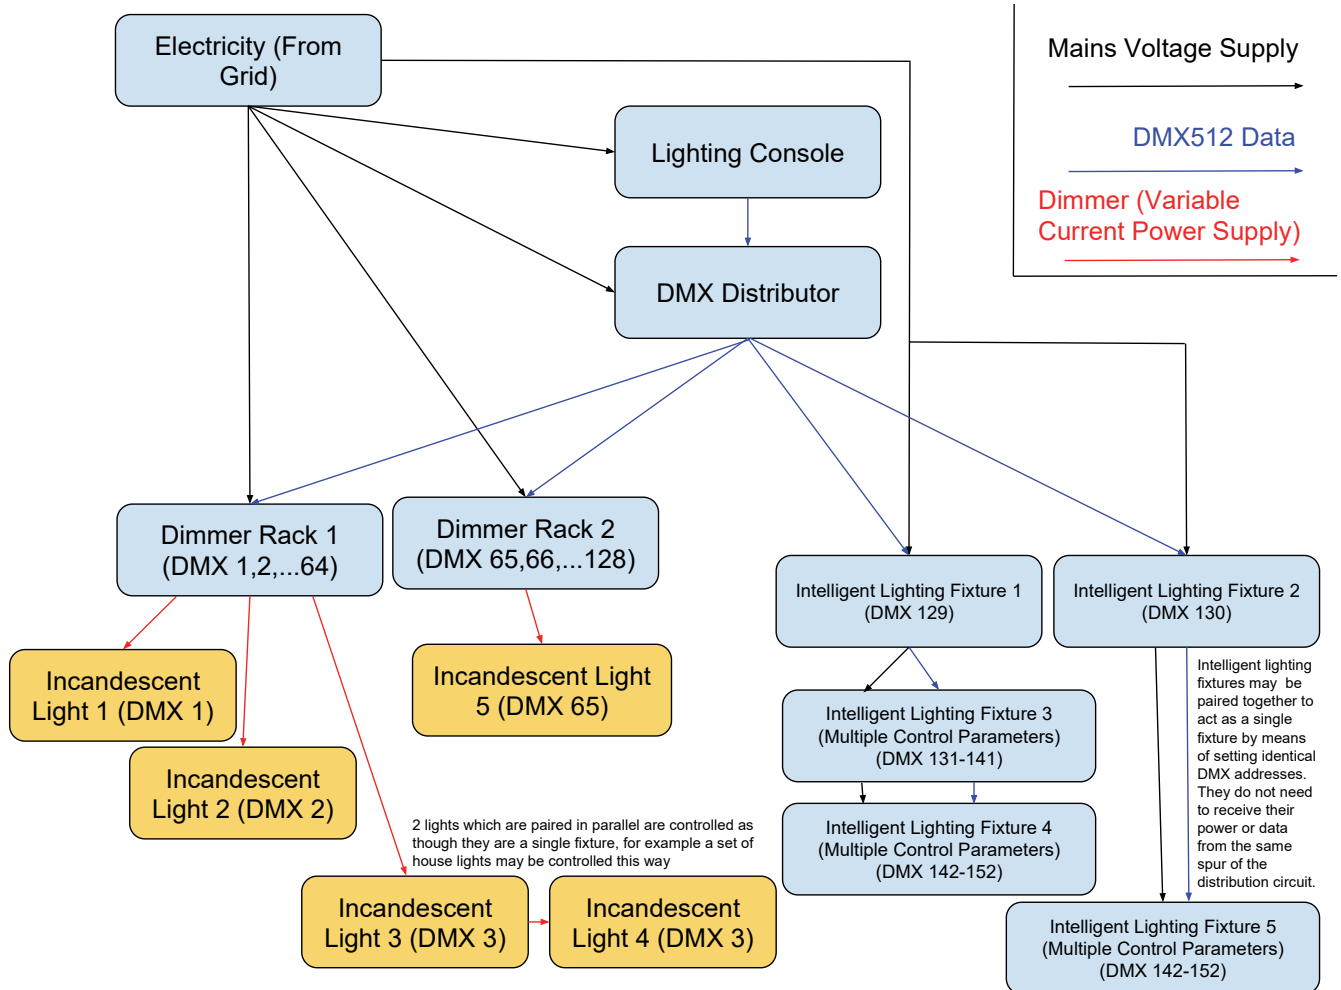 Electricity (From
Grid)
Mains Voltage Supply
DMX512 Data
Dimmer (Variable
Current Power Supply)
Lighting Console
DMX Distributor
Dimmer Rack 1
(DMX 1,2,...64)
Dimmer Rack 2
(DMX 65,66,...128)
Intelligent Lighting Fixture 1
(DMX 129)
Intelligent Lighting Fixture 2
(DMX 130)
Incandescent
Light 1 (DMX 1)
Incandescent Light
5 (DMX 65)
Incandescent
Light 2 (DMX 2)
Intelligent Lighting Fixture 3
(Multiple Control Parameters)
(DMX 131-141)
Intelligent lighting
fixtures may  be
paired together to
act as a single
fixture by means
of setting identical
DMX addresses.
They do not need
to receive their
power or data
from the same
spur of the
distribution circuit.
2 lights which are paired in parallel are controlled as
though they are a single fixture, for example a set of
house lights may be controlled this way
Intelligent Lighting Fixture 4
(Multiple Control Parameters)
(DMX 142-152)
Incandescent
Light 3 (DMX 3)
Incandescent
Light 4 (DMX 3)
Intelligent Lighting Fixture 5
(Multiple Control Parameters)
(DMX 142-152)